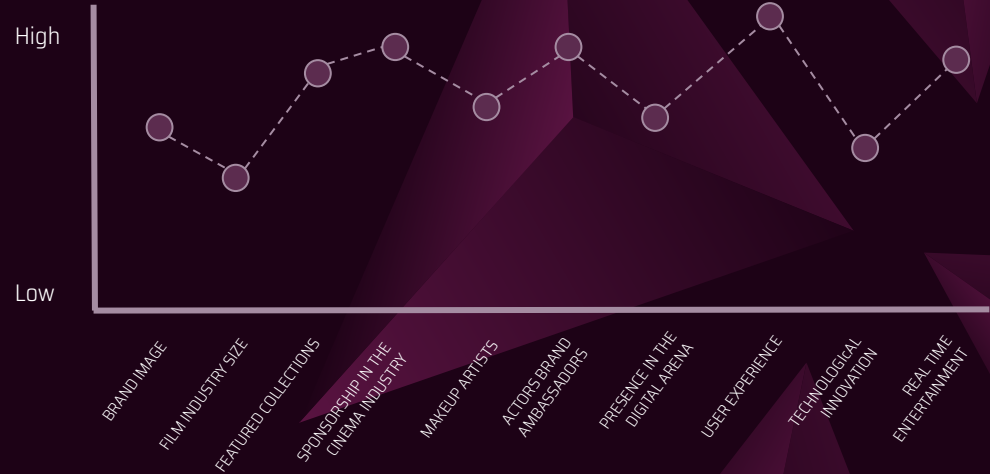 High
Low
BRAND IMAGE
FILM INDUSTRY SIZE
FEATURED COLLECTIONS
SPONSORSHIP IN THE
CINEMA INDUSTRY
MAKEUP ARTISTS
ACTORS BRAND
AMBASSADORS
PRESENCE IN THE
DIGITAL ARENA
USER EXPERIENCE
TECHNOLOGICAL
INNOVATION
REAL TIME
ENTERTAINMENT